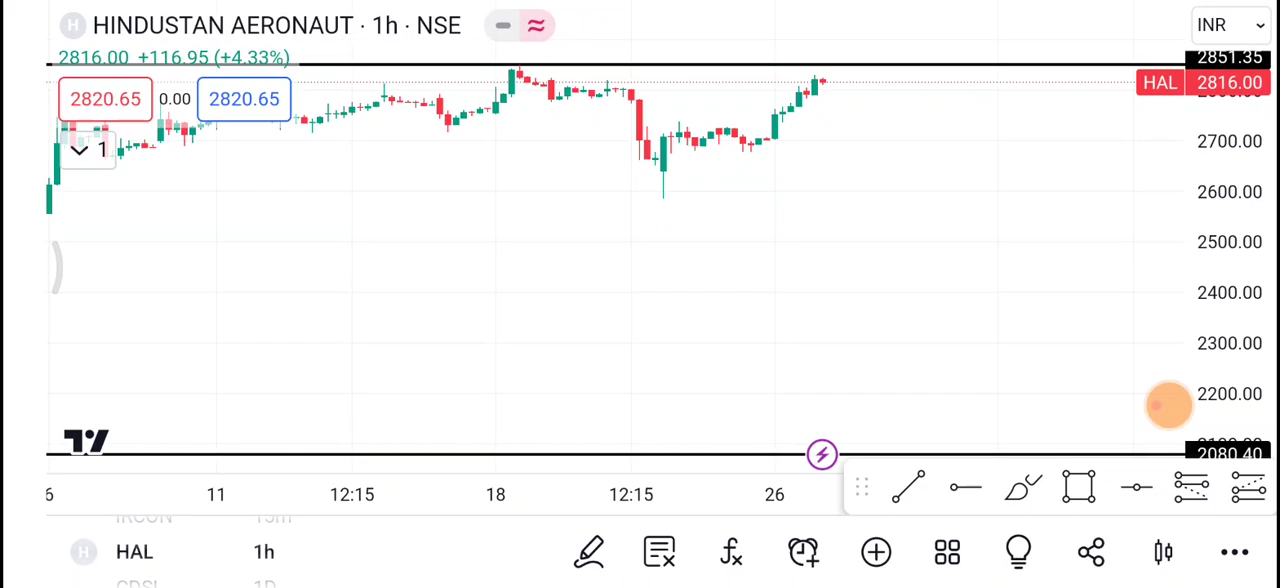 H HINDUSTAN AERONAUT · 1h · NSE
INR
2816.00 +116.95 (+4.33%)
2851.35
HAL 2816.00
2820.65 0.00 2820.65
1
2700.00
2600.00
2500.00
2400.00
2300.00
2200.00
2080.40
6 11 12:15 18 12:15 26
IRCON 15m
H HAL 1h
CDSL 1D